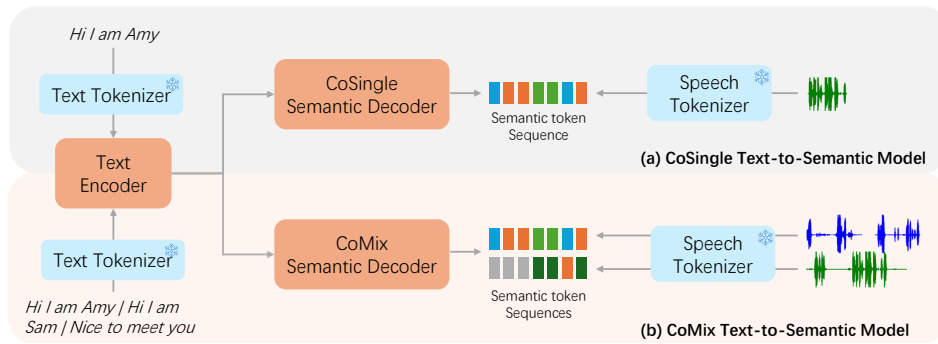 Hi I am Amy
Text Tokenizer
Text
Encoder
CoSingle
Semantic Decoder
Semantic token
Sequence
Speech
Tokenizer
(a) CoSingle Text-to-Semantic Model
Text Tokenizer
Hi I am Amy | Hi I am
Sam | Nice to meet you
CoMix
Semantic Decoder
Semantic token
Sequences
Speech
Tokenizer
(b) CoMix Text-to-Semantic Model